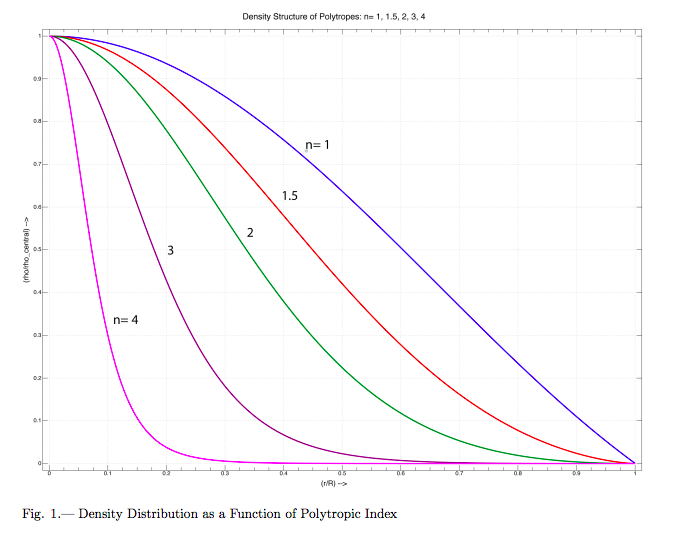 Density Structure of Polytropes: n= 1, 1.5, 2, 3, 4
1
0.9
0.8
0.7
0.6
0.5
0.4
0.3
0.2
0.1
0
(rho/rho_central) -->
n= 1
1.5
2
3
n= 4
0 0.1 0.2 0.3 0.4 0.5 0.6 0.7 0.8 0.9 1
(r/R) -->
Fig. 1.— Density Distribution as a Function of Polytropic Index